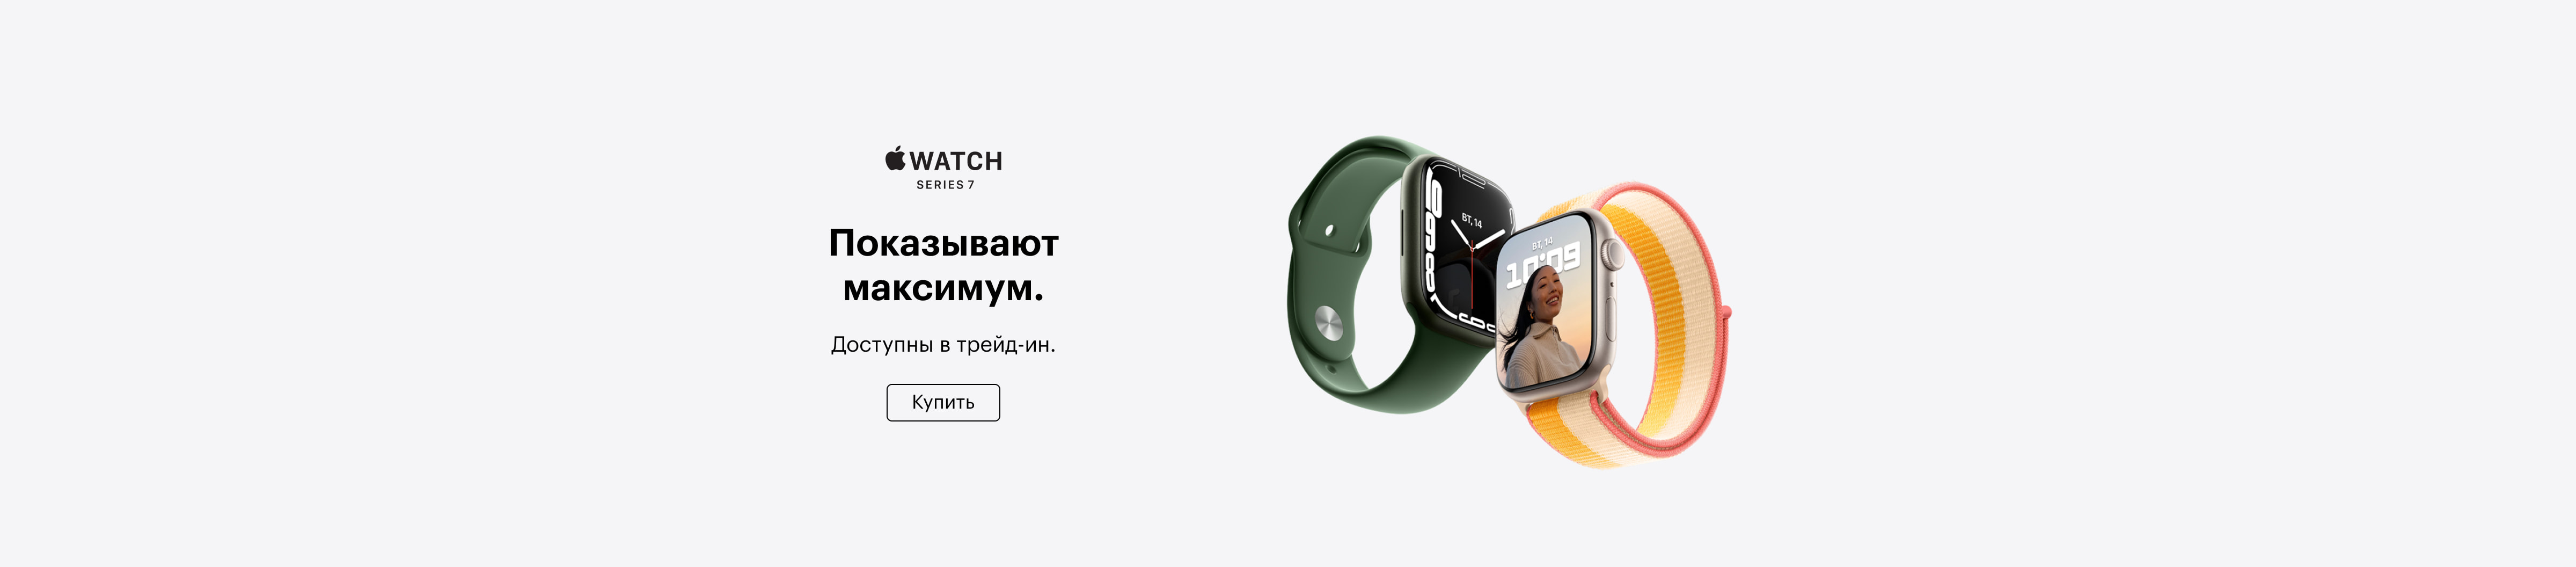 WATCH
SERIES 7
Показывают
максимум.
Доступны в трейд-ин.
Купить
ВТ, 14
ВТ, 14
10:09